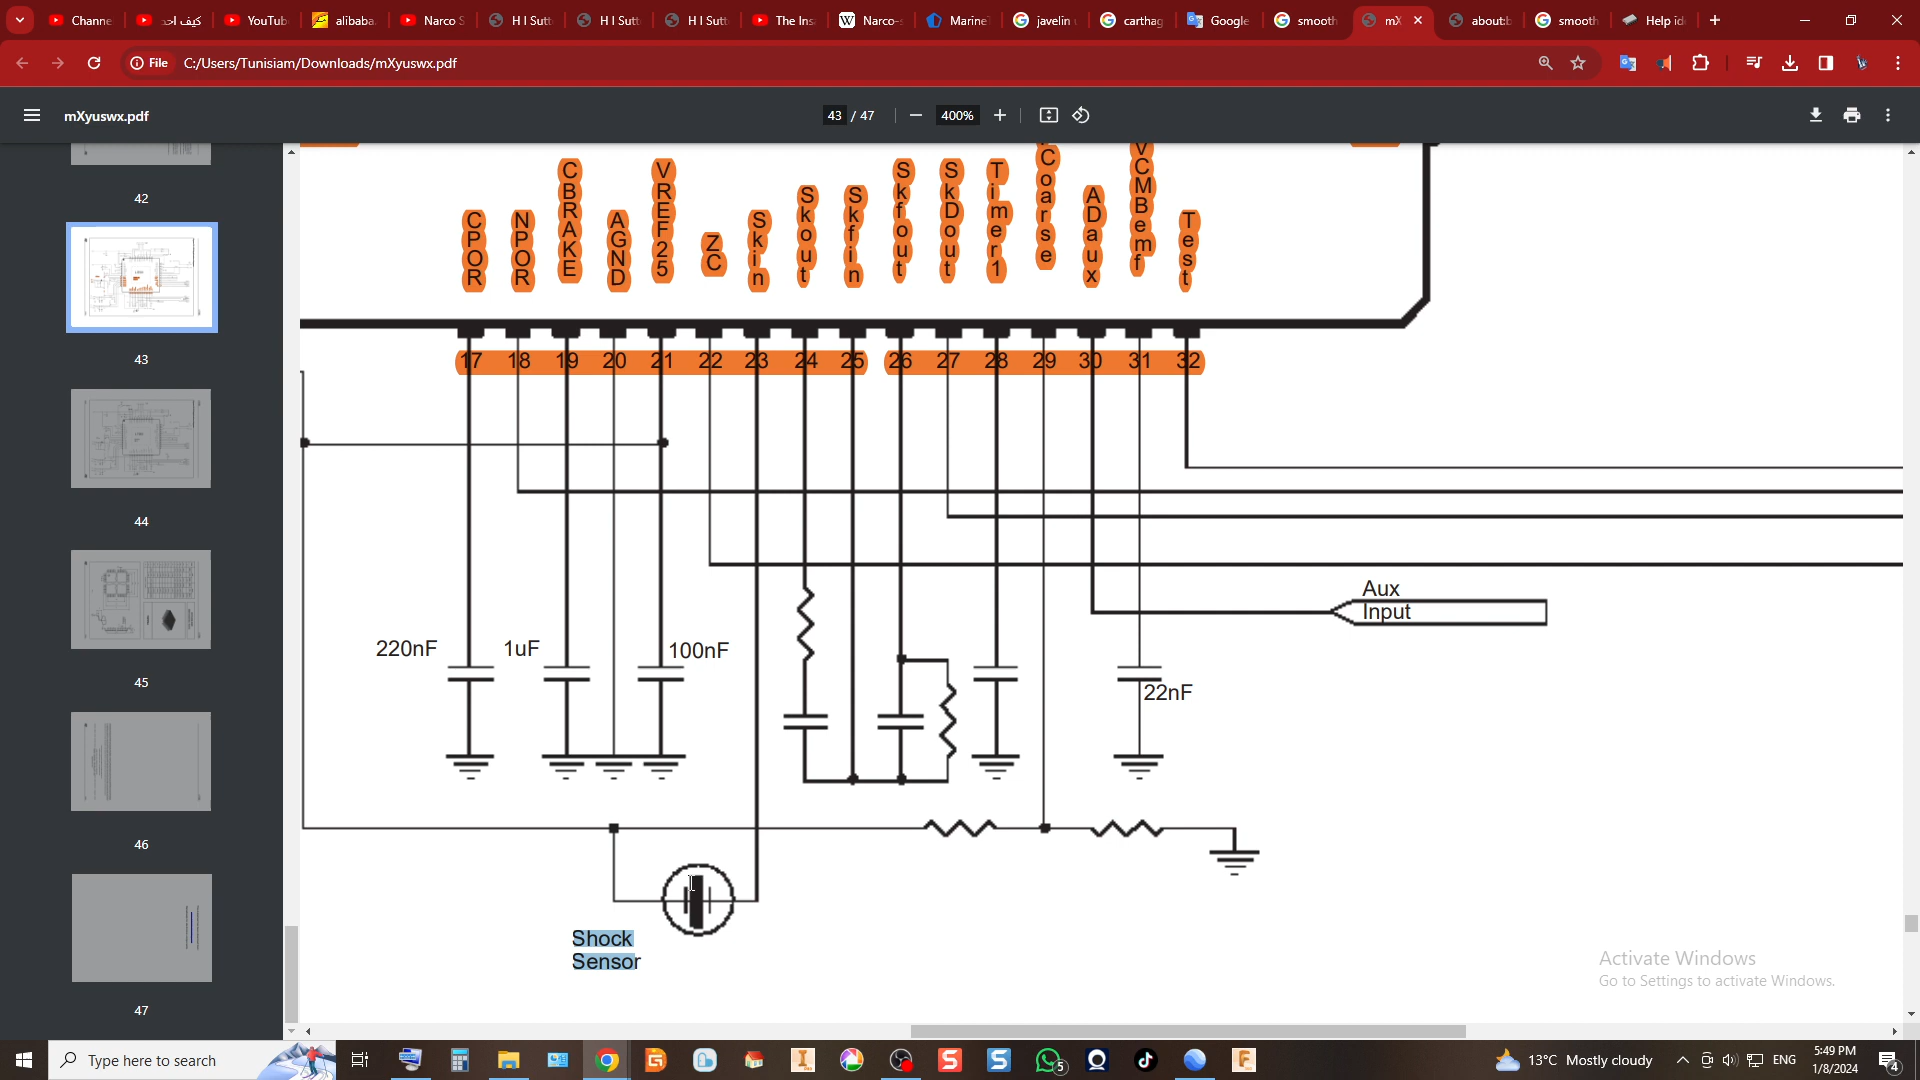 Channe
كيف احد
YouTub
alibaba
Narco S
H I Sutt
H I Sutt
H I Sutt
The Ins
Narco-s
Marine
javelin
carthag
Google
smooth
mX
about:b
smooth
Help id
File C:/Users/Tunisiam/Downloads/mXyuswx.pdf
mXyuswx.pdf
43 / 47
400%
42
43
44
45
46
47
CPOR
NPOR
CBRAKE
AGND
VREF25
ZC
Skin
Skout
Skfin
Skfout
SkDout
Timer1
Coarse
ADaux
VCMBemf
Test
17 18 19 20 21 22 23 24 25 26 27 28 29 30 31 32
Aux
Input
220nF
1uF
100nF
22nF
Shock
Sensor
Activate Windows
Go to Settings to activate Windows.
Type here to search
5
13°C Mostly cloudy
ENG
5:49 PM
1/8/2024
4